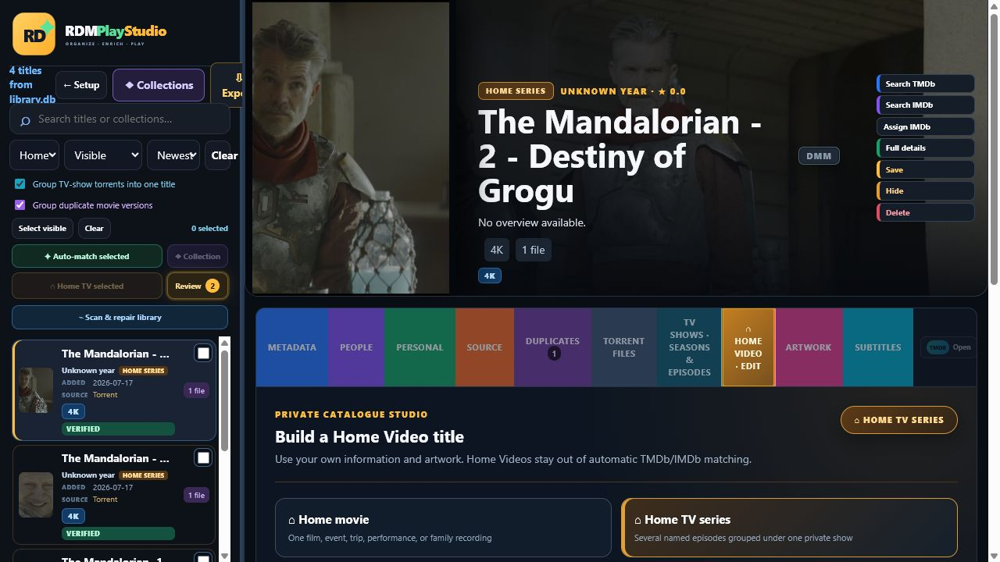 RD
RDMPlayStudio
ORGANIZE · ENRICH · PLAY
4 titles from library.db
← Setup
❖ Collections
⇩ Expo
Search titles or collections...
Home
Visible
Newest
Clear
Group TV-show torrents into one title
Group duplicate movie versions
Select visible
Clear
0 selected
✦ Auto-match selected
❖ Collection
⌂ Home TV selected
Review 2
~ Scan & repair library
The Mandalorian - ...
Unknown year HOME SERIES
ADDED 2026-07-17
SOURCE Torrent
1 file
4K
VERIFIED
The Mandalorian - ...
Unknown year HOME SERIES
ADDED 2026-07-17
SOURCE Torrent
1 file
4K
VERIFIED
HOME SERIES UNKNOWN YEAR · ★ 0.0
The Mandalorian -
2 - Destiny of
Grogu
No overview available.
4K 1 file
4K
DMM
Search TMDb
Search IMDb
Assign IMDb
Full details
Save
Hide
Delete
METADATA
PEOPLE
PERSONAL
SOURCE
DUPLICATES
1
TORRENT
FILES
TV
SHOWS ·
SEASONS
&
EPISODES
⌂
HOME
VIDEO
· EDIT
ARTWORK
SUBTITLES
TMDB Open
PRIVATE CATALOGUE STUDIO
Build a Home Video title
Use your own information and artwork. Home Videos stay out of automatic TMDb/IMDb matching.
⌂ HOME TV SERIES
⌂ Home movie
One film, event, trip, performance, or family recording
⌂ Home TV series
Several named episodes grouped under one private show